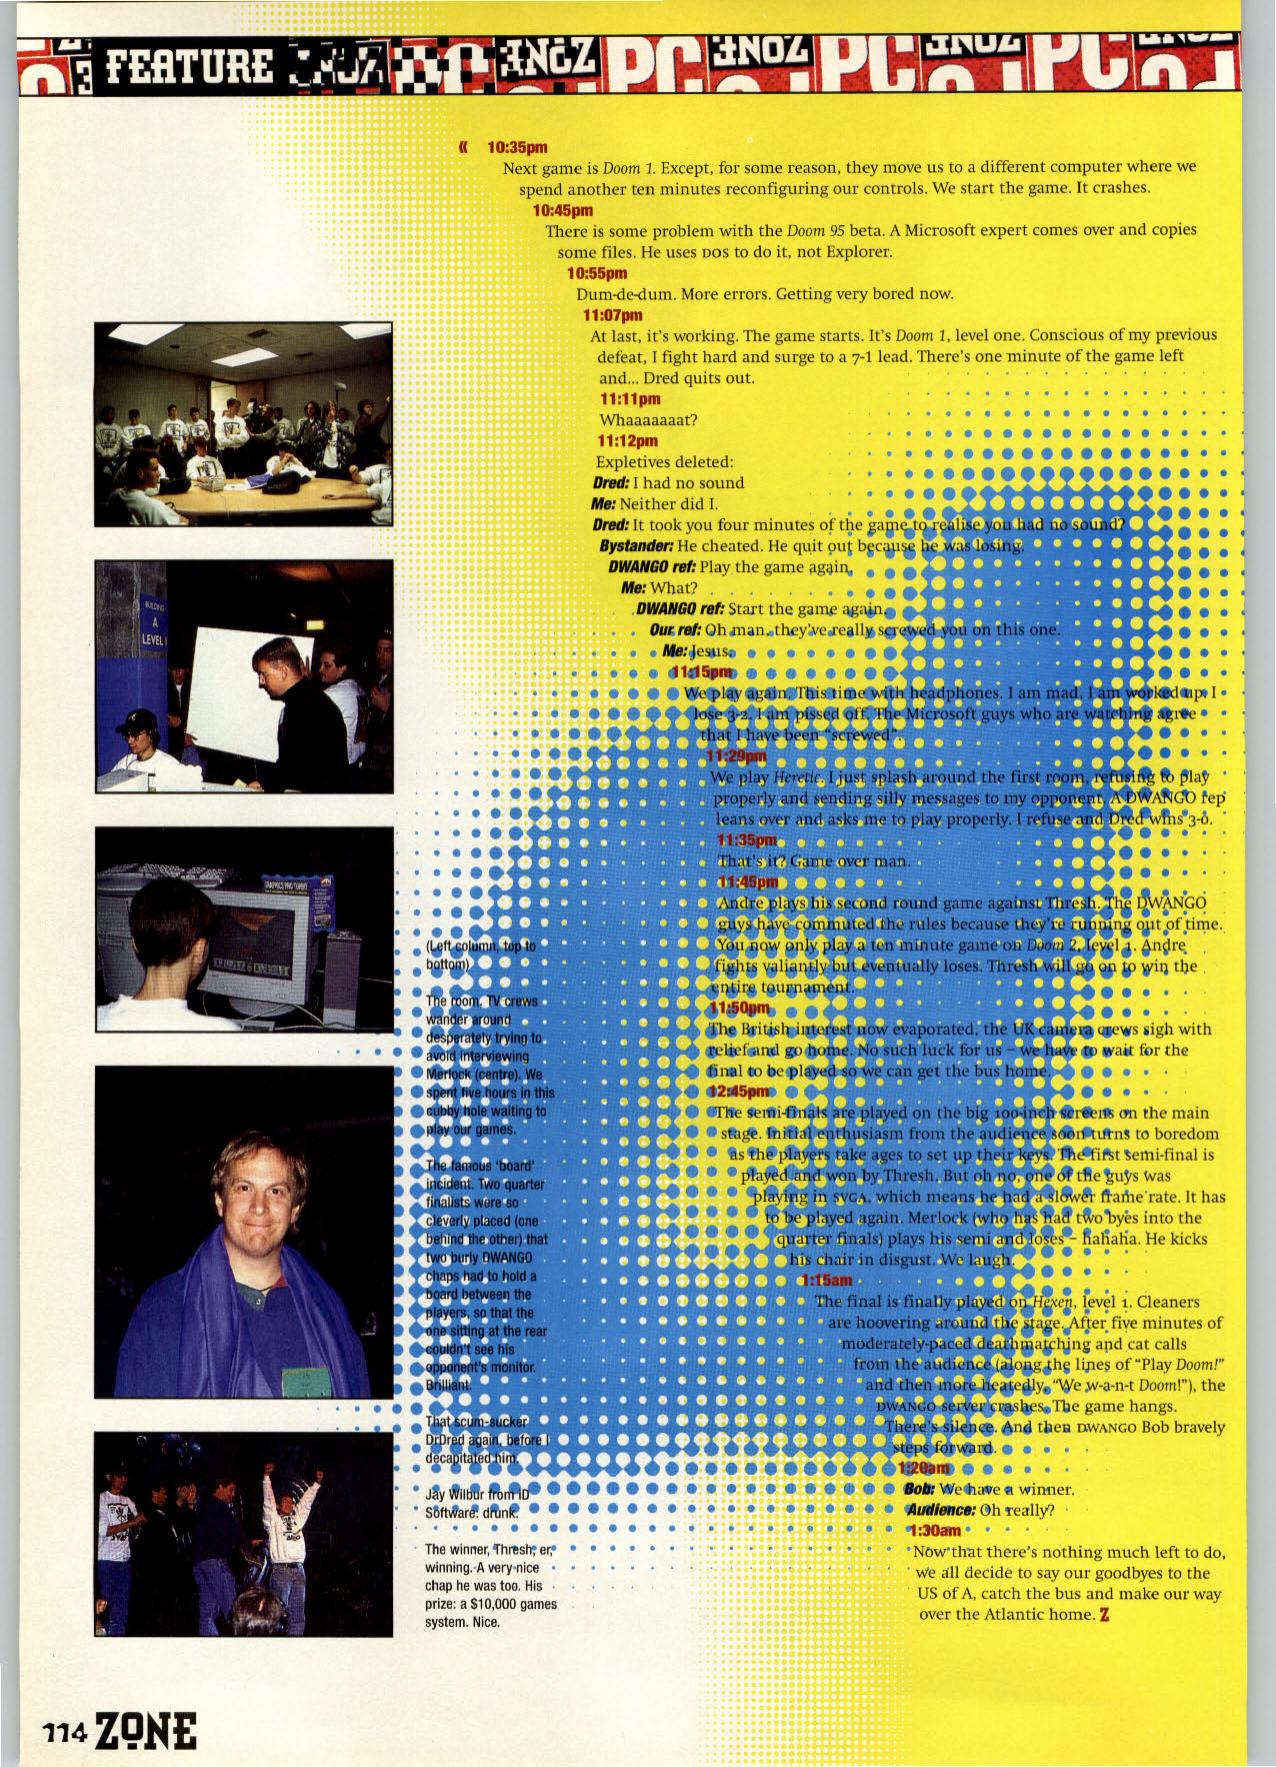 FEATURE
« 10:35pm
Next game is Doom 1. Except, for some reason, they move us to a different computer where we
spend another ten minutes reconfiguring our controls. We start the game. It crashes.
10:45pm
There is some problem with the Doom 95 beta. A Microsoft expert comes over and copies
some files. He uses DOS to do it, not Explorer.
10:55pm
Dum-de-dum. More errors. Getting very bored now.
11:07pm
At last, it's working. The game starts. It's Doom 1, level one. Conscious of my previous
defeat, I fight hard and surge to a 7-1 lead. There's one minute of the game left
and... Dred quits out.
11:11pm
Whaaaaaaat?
11:12pm
Expletives deleted:
Dred: I had no sound
Me: Neither did I.
Dred: It took you four minutes of the game to realise you had no sound?
Bystander: He cheated. He quit out because he was losing.
DWANGO ref: Play the game again.
Me: What?
DWANGO ref: Start the game again.
Our ref: Oh man, they've really screwed you on this one.
Me: Jesus.
11:15pm
We play again. This time with headphones. I am mad, I am worked up, I
lose 3-2. I am pissed off. The Microsoft guys who are watching agree
that I have been "screwed".
11:29pm
We play Heretic. I just splash around the first room, refusing to play
properly and sending silly messages to my opponent. A DWANGO rep
leans over and asks me to play properly. I refuse and Dred wins 3-0.
11:35pm
That's it? Game over man.
11:45pm
Andre plays his second round game against Thresh. The DWANGO
guys have commuted the rules because they're running out of time.
You now only play a ten minute game on Doom 2, level 1. Andre
fights valiantly but eventually loses. Thresh will go on to win the
entire tournament.
11:50pm
The British interest now evaporated, the UK camera crews sigh with
relief and go home. No such luck for us – we have to wait for the
final to be played so we can get the bus home.
12:45pm
The semi-finals are played on the big 100-inch screens on the main
stage. Initial enthusiasm from the audience soon turns to boredom
as the players take ages to set up their keys. The first semi-final is
played and won by Thresh. But oh no, one of the guys was
playing in SVGA, which means he had a slower frame rate. It has
to be played again. Merlock (who has had two byes into the
quarter finals) plays his semi and loses – hahaha. He kicks
his chair in disgust. We laugh.
1:15am
The final is finally played on Hexen, level 1. Cleaners
are hoovering around the stage. After five minutes of
moderately-paced deathmatching and cat calls
from the audience (along the lines of "Play Doom!"
and then more heatedly, "We w-a-n-t Doom!"), the
DWANGO server crashes. The game hangs.
There's silence. And then DWANGO Bob bravely
steps forward.
1:20am
Bob: We have a winner.
Audience: Oh really?
1:30am
Now that there's nothing much left to do,
we all decide to say our goodbyes to the
US of A, catch the bus and make our way
over the Atlantic home. Z
BUILDING
A
LEVEL
(Left column, top to
bottom)
The room. TV crews
wander around
desperately trying to
avoid interviewing
Merlock (centre). We
spent five hours in this
cubby hole waiting to
play our games.
The famous 'board'
incident. Two quarter
finalists were so
cleverly placed (one
behind the other) that
two burly DWANGO
chaps had to hold a
board between the
players, so that the
one sitting at the rear
couldn't see his
opponent's monitor.
Brilliant.
That scum-sucker
DrDred again, before I
decapitated him.
Jay Wilbur from iD
Software: drunk.
The winner, Thresh, er,
winning. A very nice
chap he was too. His
prize: a $10,000 games
system. Nice.
114 ZONE